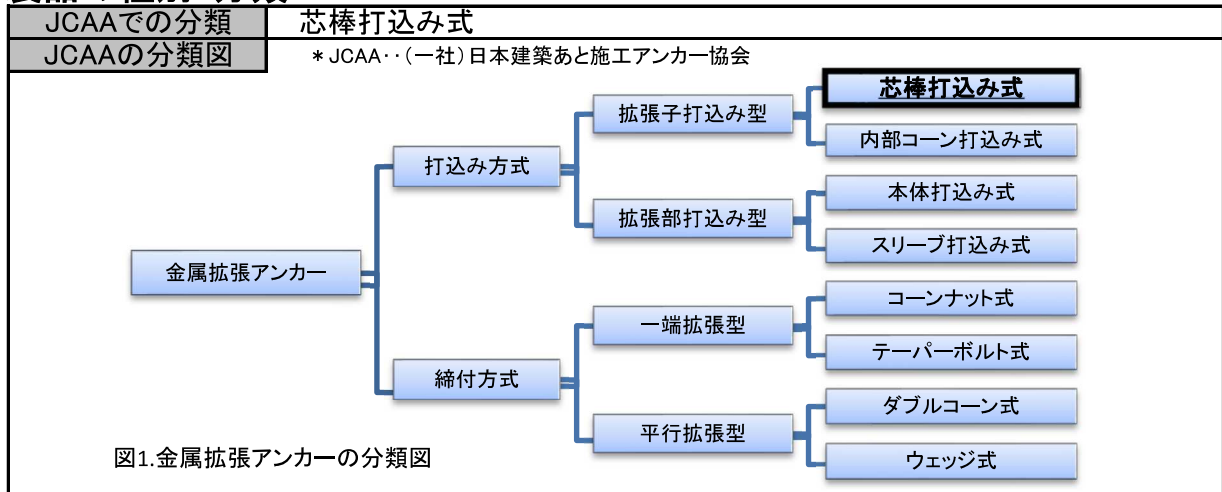 JCAAでの分類 芯棒打込み式
JCAAの分類図 *JCAA‥(一社)日本建築あと施工アンカー協会
芯棒打込み式
拡張子打込み型
内部コーン打込み式
打込み方式
本体打込み式
拡張部打込み型
スリーブ打込み式
金属拡張アンカー
コーンナット式
一端拡張型
テーパーボルト式
締付方式
ダブルコーン式
平行拡張型
ウェッジ式
図1.金属拡張アンカーの分類図